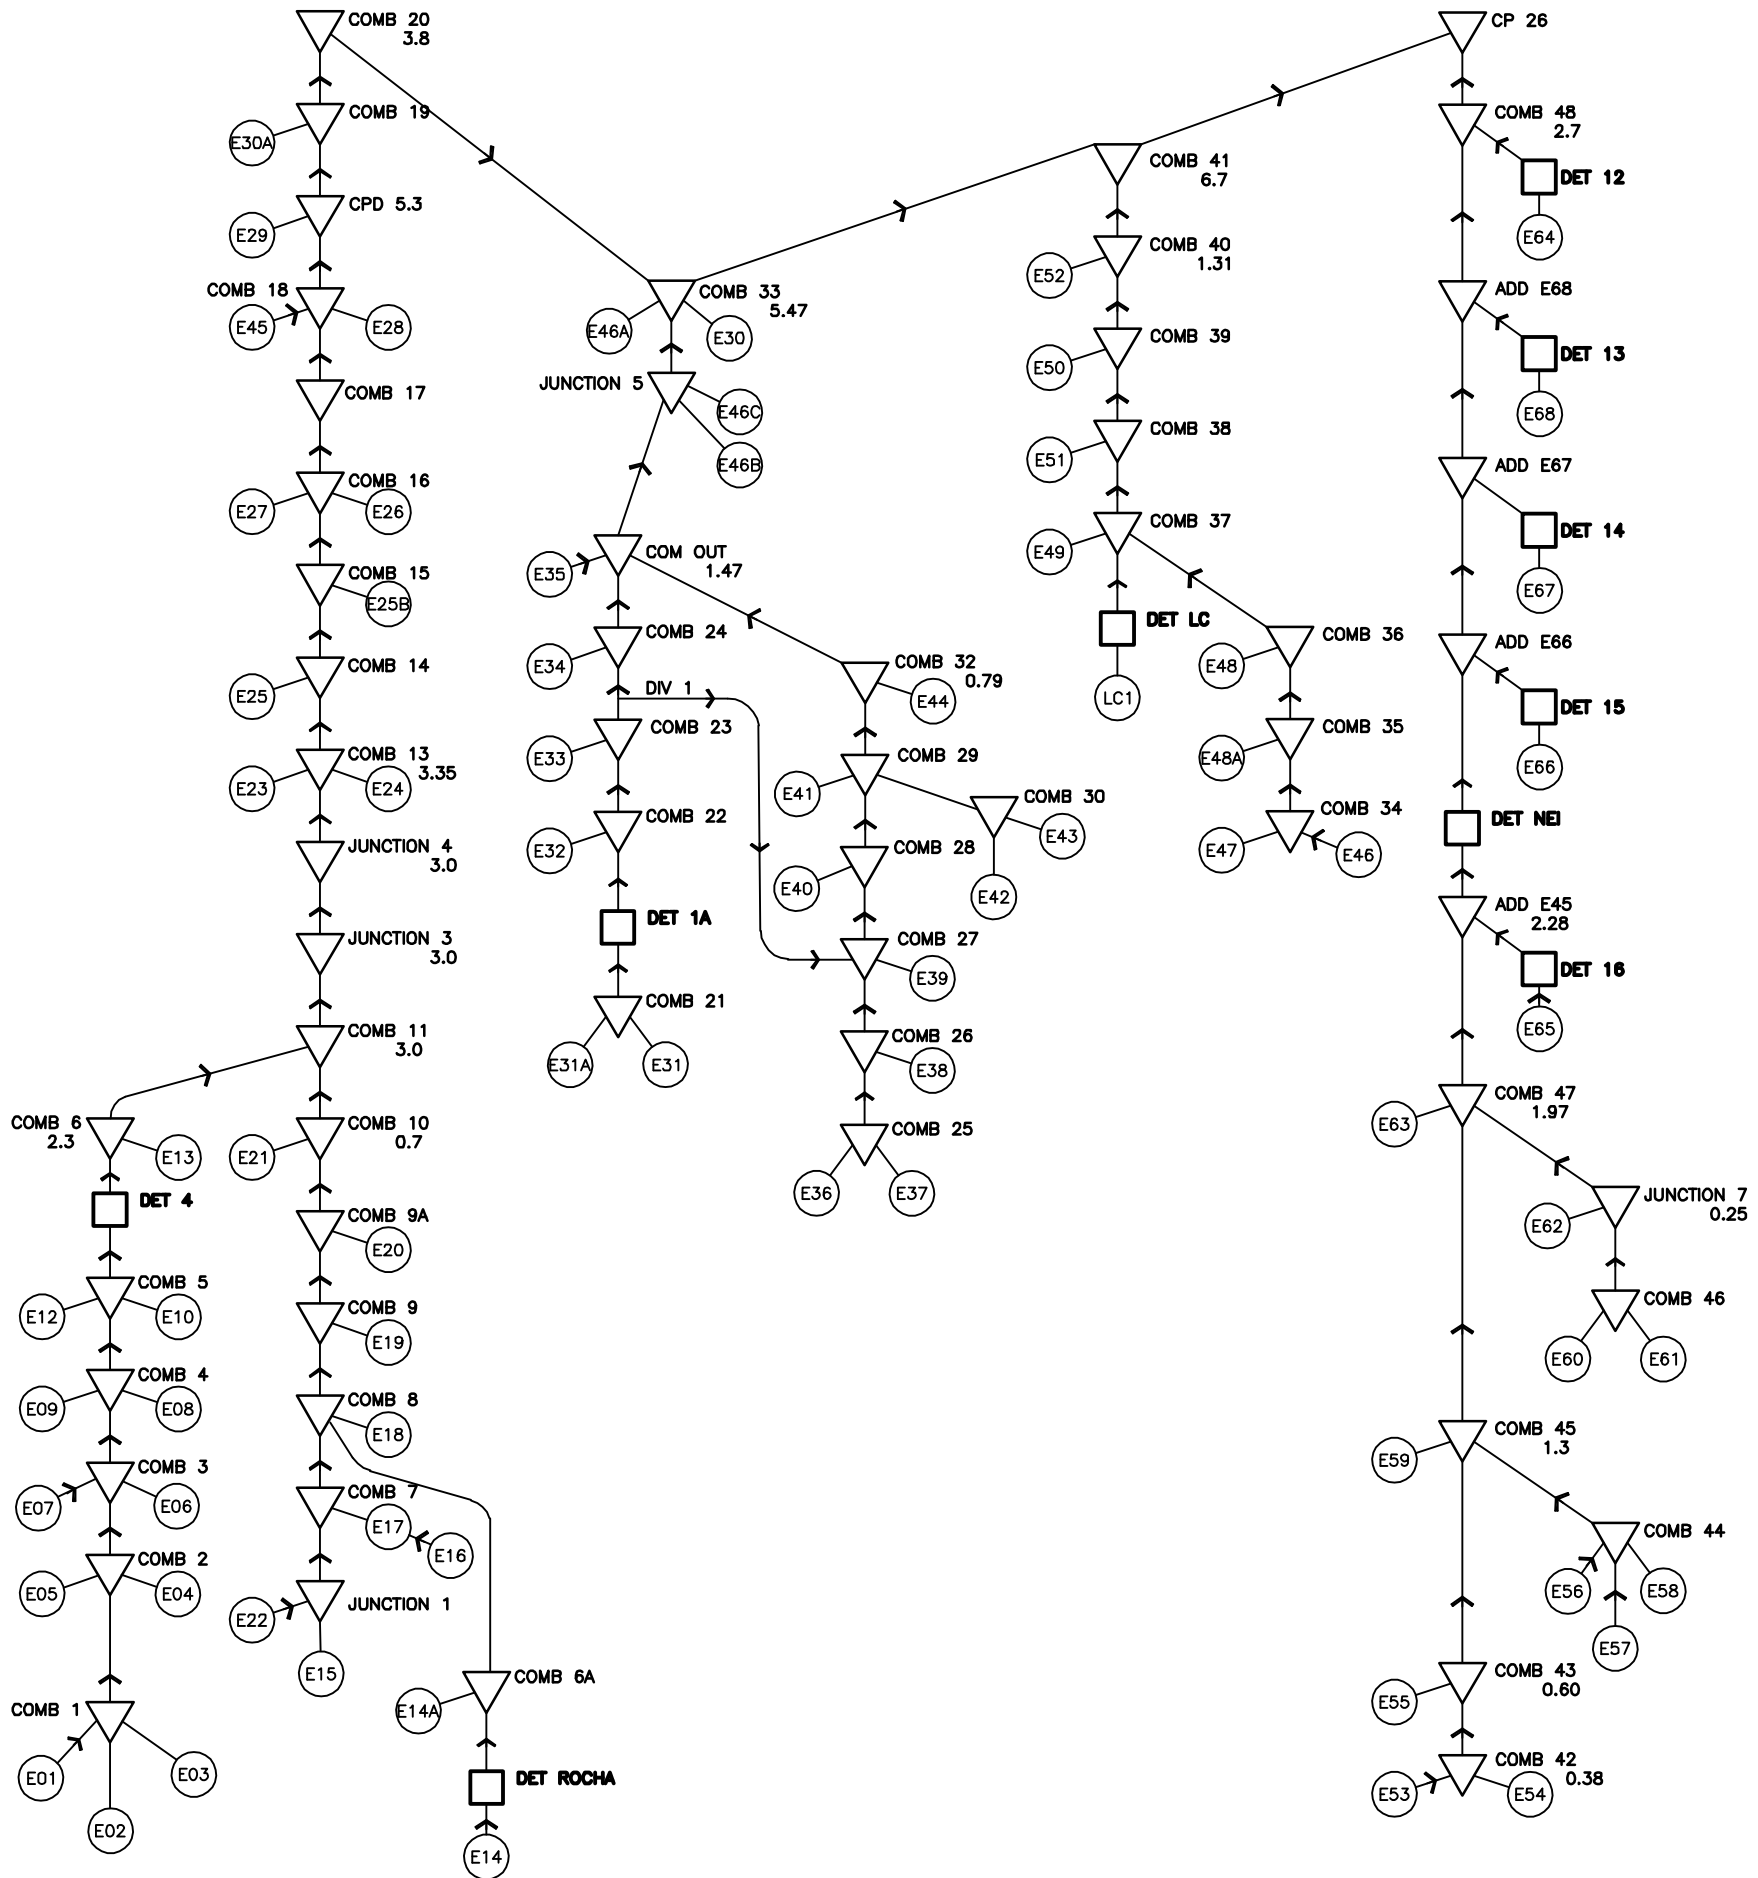 COMB 20
3.8
CP 26
COMB 19
E30A
COMB 48
2.7
DET 12
E64
COMB 41
6.7
CPD 5.3
E29
COMB 40
1.31
E52
COMB 18
E45
E28
COMB 33
5.47
E46A
E30
ADD E68
DET 13
E68
COMB 39
E50
JUNCTION 5
E46C
E46B
COMB 17
COMB 38
E51
COMB 16
E27
E26
ADD E67
DET 14
E67
COMB 37
E49
COM OUT
1.47
E35
COMB 15
E25B
DET LC
LC1
COMB 36
E48
COMB 24
E34
COMB 32
0.79
E44
ADD E66
DET 15
E66
COMB 14
E25
DIV 1
COMB 23
E33
COMB 35
E48A
COMB 13
3.35
E23
E24
COMB 29
E41
COMB 30
E43
E42
COMB 34
E47
E46
COMB 22
E32
DET NEI
JUNCTION 4
3.0
COMB 28
E40
ADD E45
2.28
DET 16
E65
DET 1A
JUNCTION 3
3.0
COMB 27
E39
COMB 21
E31A
E31
COMB 11
3.0
COMB 26
E38
COMB 47
1.97
E63
COMB 6
2.3
E13
COMB 10
0.7
E21
COMB 25
E36
E37
DET 4
JUNCTION 7
0.25
E62
COMB 9A
E20
COMB 5
E12
E10
COMB 9
E19
COMB 46
E60
E61
COMB 4
E09
E08
COMB 8
E18
COMB 45
1.3
E59
COMB 3
E07
E06
COMB 7
E17
E16
COMB 44
E56
E58
E57
COMB 2
E05
E04
JUNCTION 1
E22
E15
COMB 6A
E14A
COMB 43
0.60
E55
COMB 1
E01
E03
E02
DET ROCHA
E14
COMB 42
0.38
E53
E54